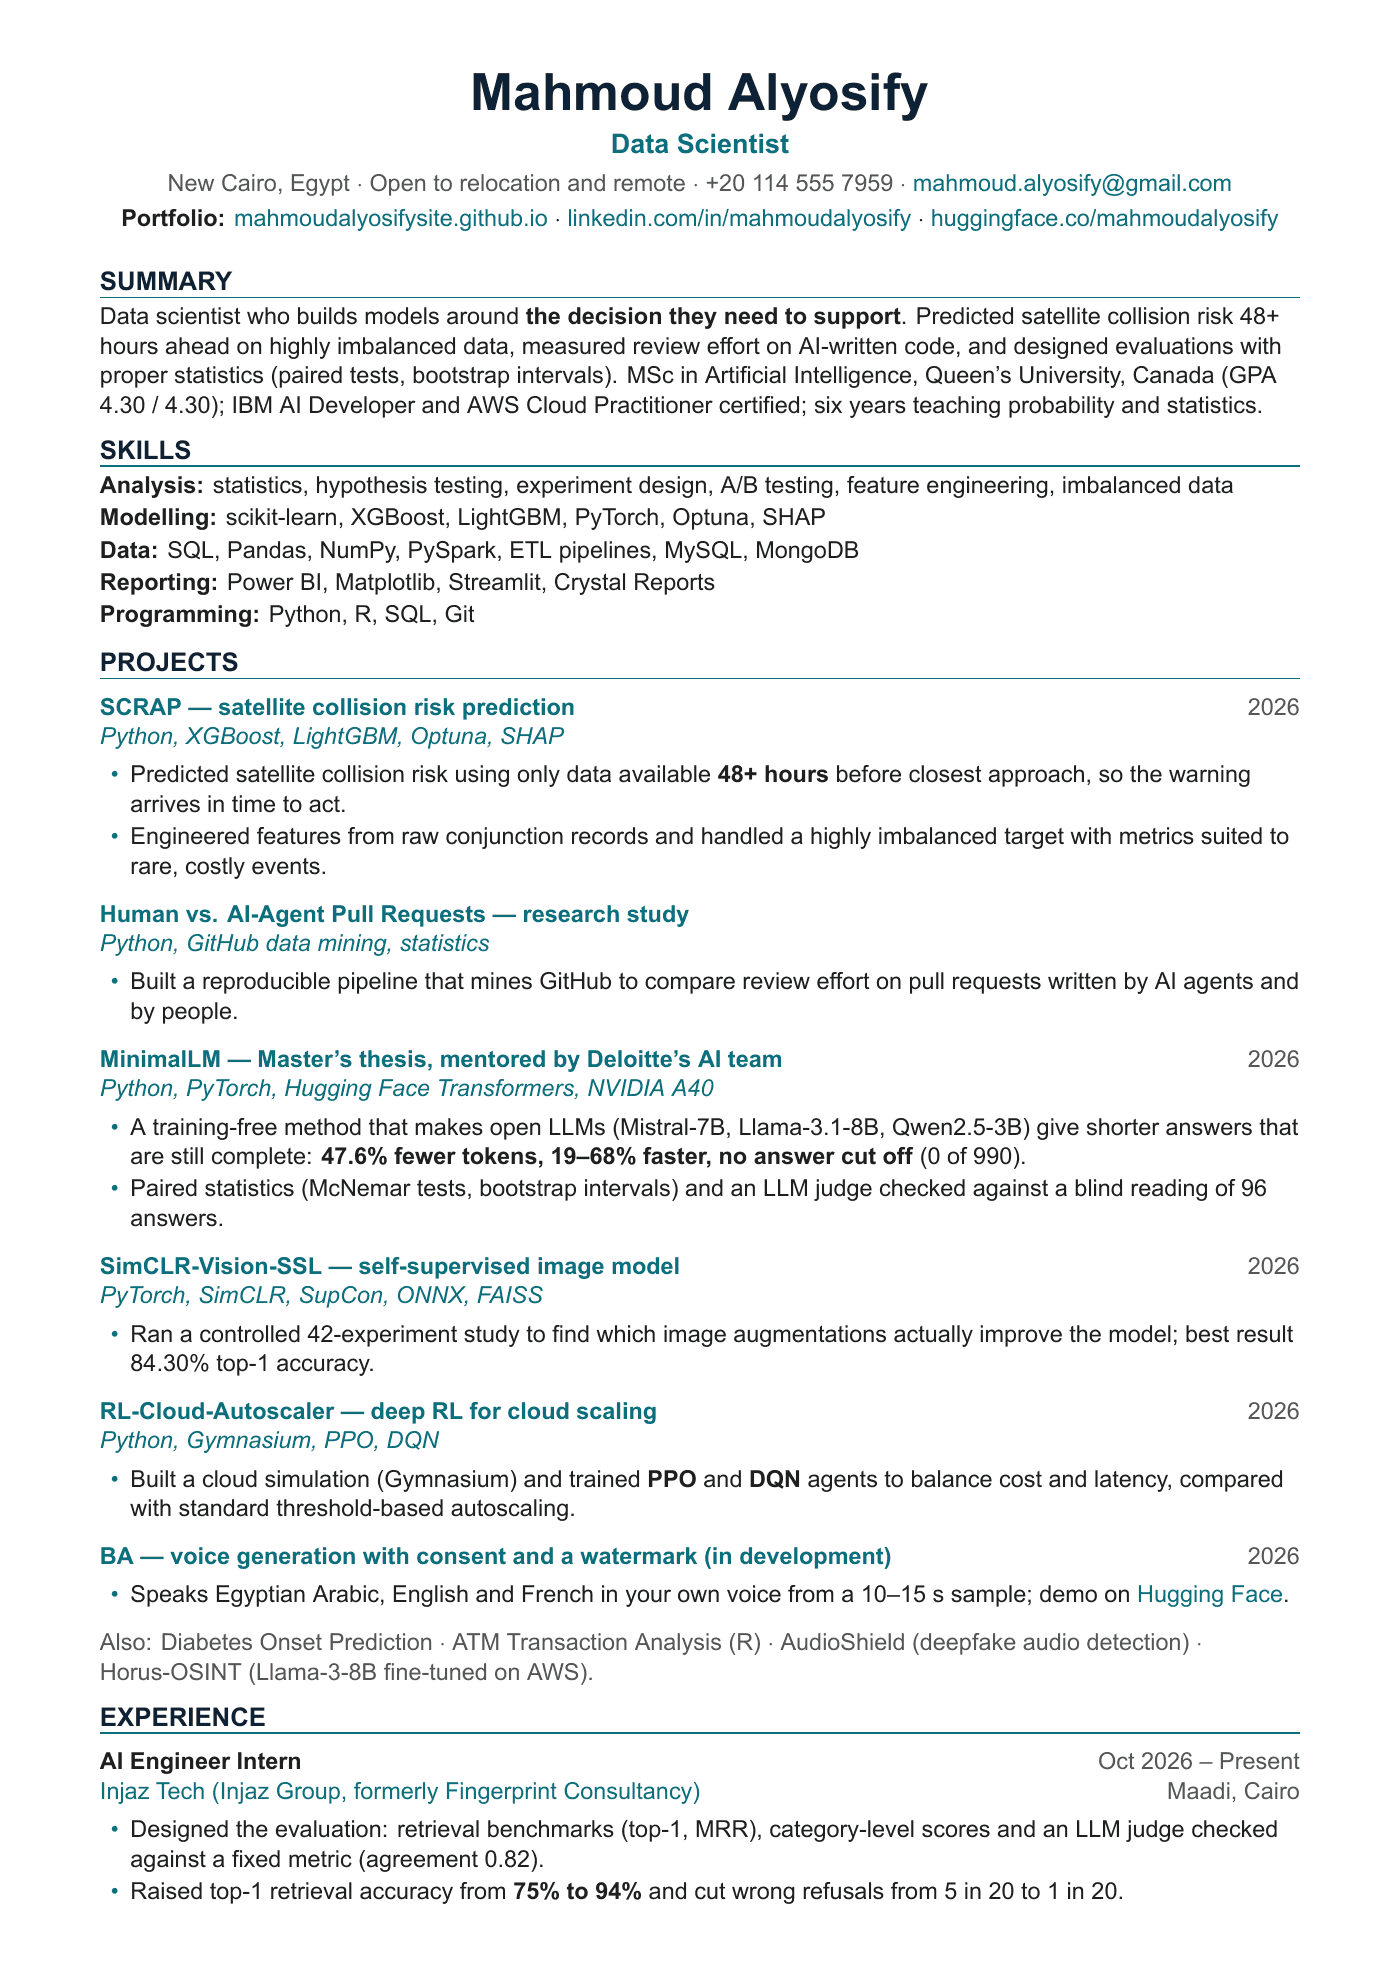 Mahmoud Alyosify
Data Scientist
New Cairo, Egypt · Open to relocation and remote · +20 114 555 7959 · mahmoud.alyosify@gmail.com
Portfolio: mahmoudalyosifysite.github.io · linkedin.com/in/mahmoudalyosify · huggingface.co/mahmoudalyosify
SUMMARY
Data scientist who builds models around the decision they need to support. Predicted satellite collision risk 48+
hours ahead on highly imbalanced data, measured review effort on AI-written code, and designed evaluations with
proper statistics (paired tests, bootstrap intervals). MSc in Artificial Intelligence, Queen’s University, Canada (GPA
4.30 / 4.30); IBM AI Developer and AWS Cloud Practitioner certified; six years teaching probability and statistics.
SKILLS
Analysis: statistics, hypothesis testing, experiment design, A/B testing, feature engineering, imbalanced data
Modelling: scikit-learn, XGBoost, LightGBM, PyTorch, Optuna, SHAP
Data: SQL, Pandas, NumPy, PySpark, ETL pipelines, MySQL, MongoDB
Reporting: Power BI, Matplotlib, Streamlit, Crystal Reports
Programming: Python, R, SQL, Git
PROJECTS
SCRAP — satellite collision risk prediction 2026
Python, XGBoost, LightGBM, Optuna, SHAP
• Predicted satellite collision risk using only data available 48+ hours before closest approach, so the warning
arrives in time to act.
• Engineered features from raw conjunction records and handled a highly imbalanced target with metrics suited to
rare, costly events.
Human vs. AI-Agent Pull Requests — research study
Python, GitHub data mining, statistics
• Built a reproducible pipeline that mines GitHub to compare review effort on pull requests written by AI agents and
by people.
MinimalLM — Master’s thesis, mentored by Deloitte’s AI team 2026
Python, PyTorch, Hugging Face Transformers, NVIDIA A40
• A training-free method that makes open LLMs (Mistral-7B, Llama-3.1-8B, Qwen2.5-3B) give shorter answers that
are still complete: 47.6% fewer tokens, 19–68% faster, no answer cut off (0 of 990).
• Paired statistics (McNemar tests, bootstrap intervals) and an LLM judge checked against a blind reading of 96
answers.
SimCLR-Vision-SSL — self-supervised image model 2026
PyTorch, SimCLR, SupCon, ONNX, FAISS
• Ran a controlled 42-experiment study to find which image augmentations actually improve the model; best result
84.30% top-1 accuracy.
RL-Cloud-Autoscaler — deep RL for cloud scaling 2026
Python, Gymnasium, PPO, DQN
• Built a cloud simulation (Gymnasium) and trained PPO and DQN agents to balance cost and latency, compared
with standard threshold-based autoscaling.
BA — voice generation with consent and a watermark (in development) 2026
• Speaks Egyptian Arabic, English and French in your own voice from a 10–15 s sample; demo on Hugging Face.
Also: Diabetes Onset Prediction · ATM Transaction Analysis (R) · AudioShield (deepfake audio detection) ·
Horus-OSINT (Llama-3-8B fine-tuned on AWS).
EXPERIENCE
AI Engineer Intern Oct 2026 – Present
Injaz Tech (Injaz Group, formerly Fingerprint Consultancy) Maadi, Cairo
• Designed the evaluation: retrieval benchmarks (top-1, MRR), category-level scores and an LLM judge checked
against a fixed metric (agreement 0.82).
• Raised top-1 retrieval accuracy from 75% to 94% and cut wrong refusals from 5 in 20 to 1 in 20.